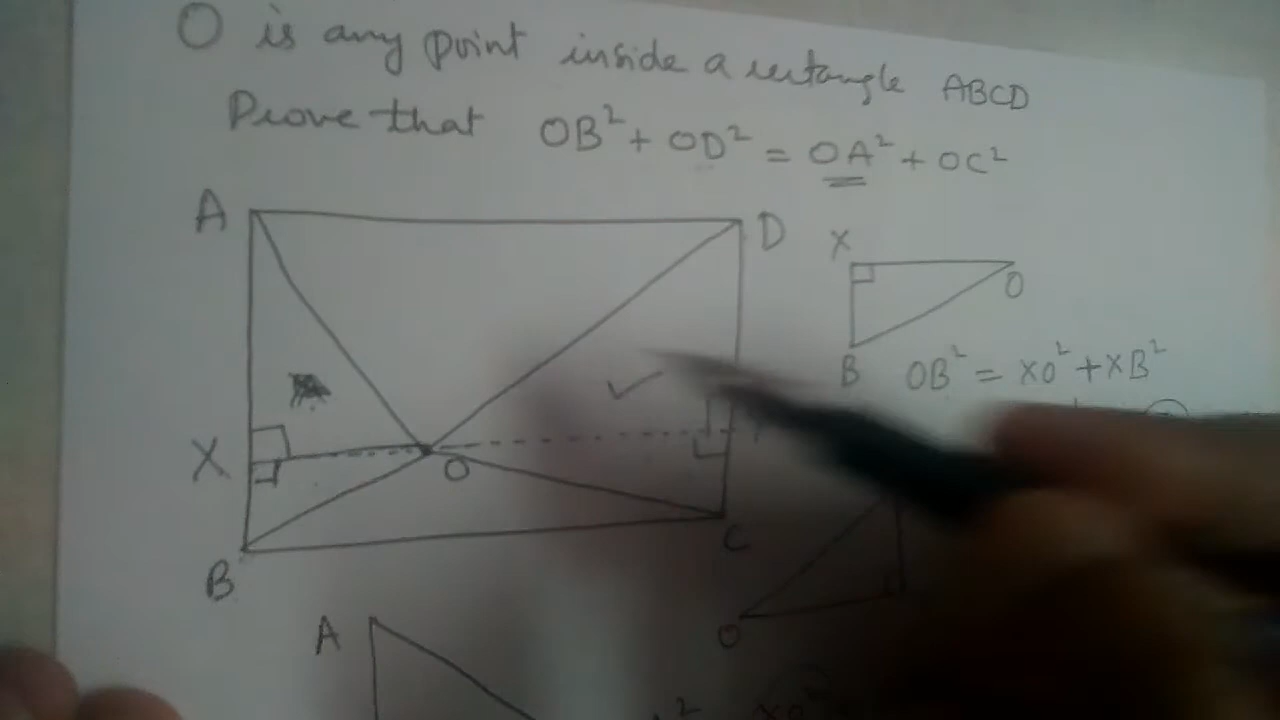 O is any point inside a rectangle ABCD
Prove that OB² + OD² = OA² + OC²
A
D
X
O
B
OB² = XO² + XB²
X
O
B
C
O
A